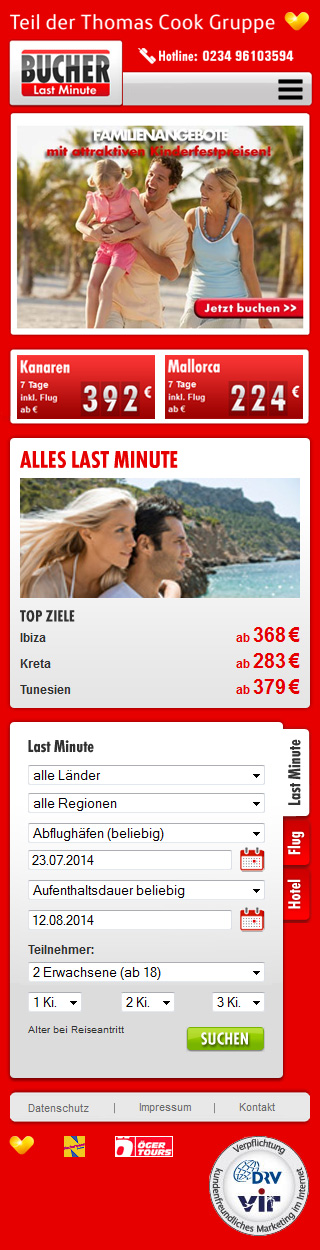 Teil der Thomas Cook Gruppe
BUCHER
Last Minute
Hotline: 0234 96103594
FAMILIENANGEBOTE
mit attraktiven Kinderfestpreisen!
Jetzt buchen >>
Kanaren
7 Tage
inkl. Flug
ab €
392 €
Mallorca
7 Tage
inkl. Flug
ab €
224 €
ALLES LAST MINUTE
TOP ZIELE
Ibiza ab 368 €
Kreta ab 283 €
Tunesien ab 379 €
Last Minute
Flug
Hotel
Last Minute
alle Länder
alle Regionen
Abflughäfen (beliebig)
23.07.2014
Aufenthaltsdauer beliebig
12.08.2014
Teilnehmer:
2 Erwachsene (ab 18)
1 Ki. 2 Ki. 3 Ki.
Alter bei Reiseantritt
SUCHEN
Datenschutz | Impressum | Kontakt
ÖGER
TOURS
Verpflichtung
DRV
vir
kundenfreundliches Marketing im Internet